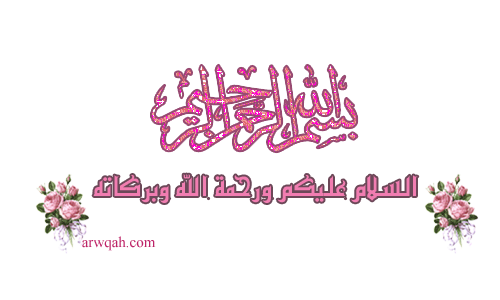 بسم الله الرحمن الرحيم
السلام عليكم ورحمة الله وبركاته
arwqah.com